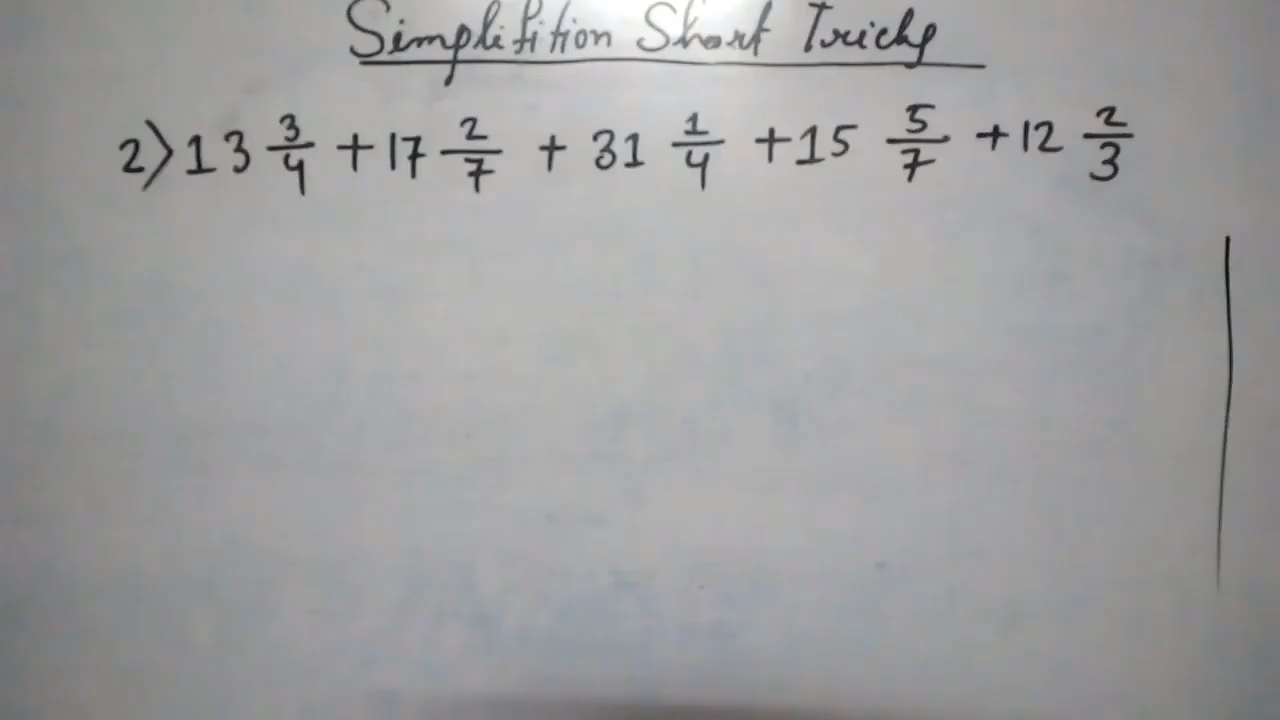 Simplifition Short Tricks
2) 13 3/4 + 17 2/7 + 31 1/4 + 15 5/7 + 12 2/3